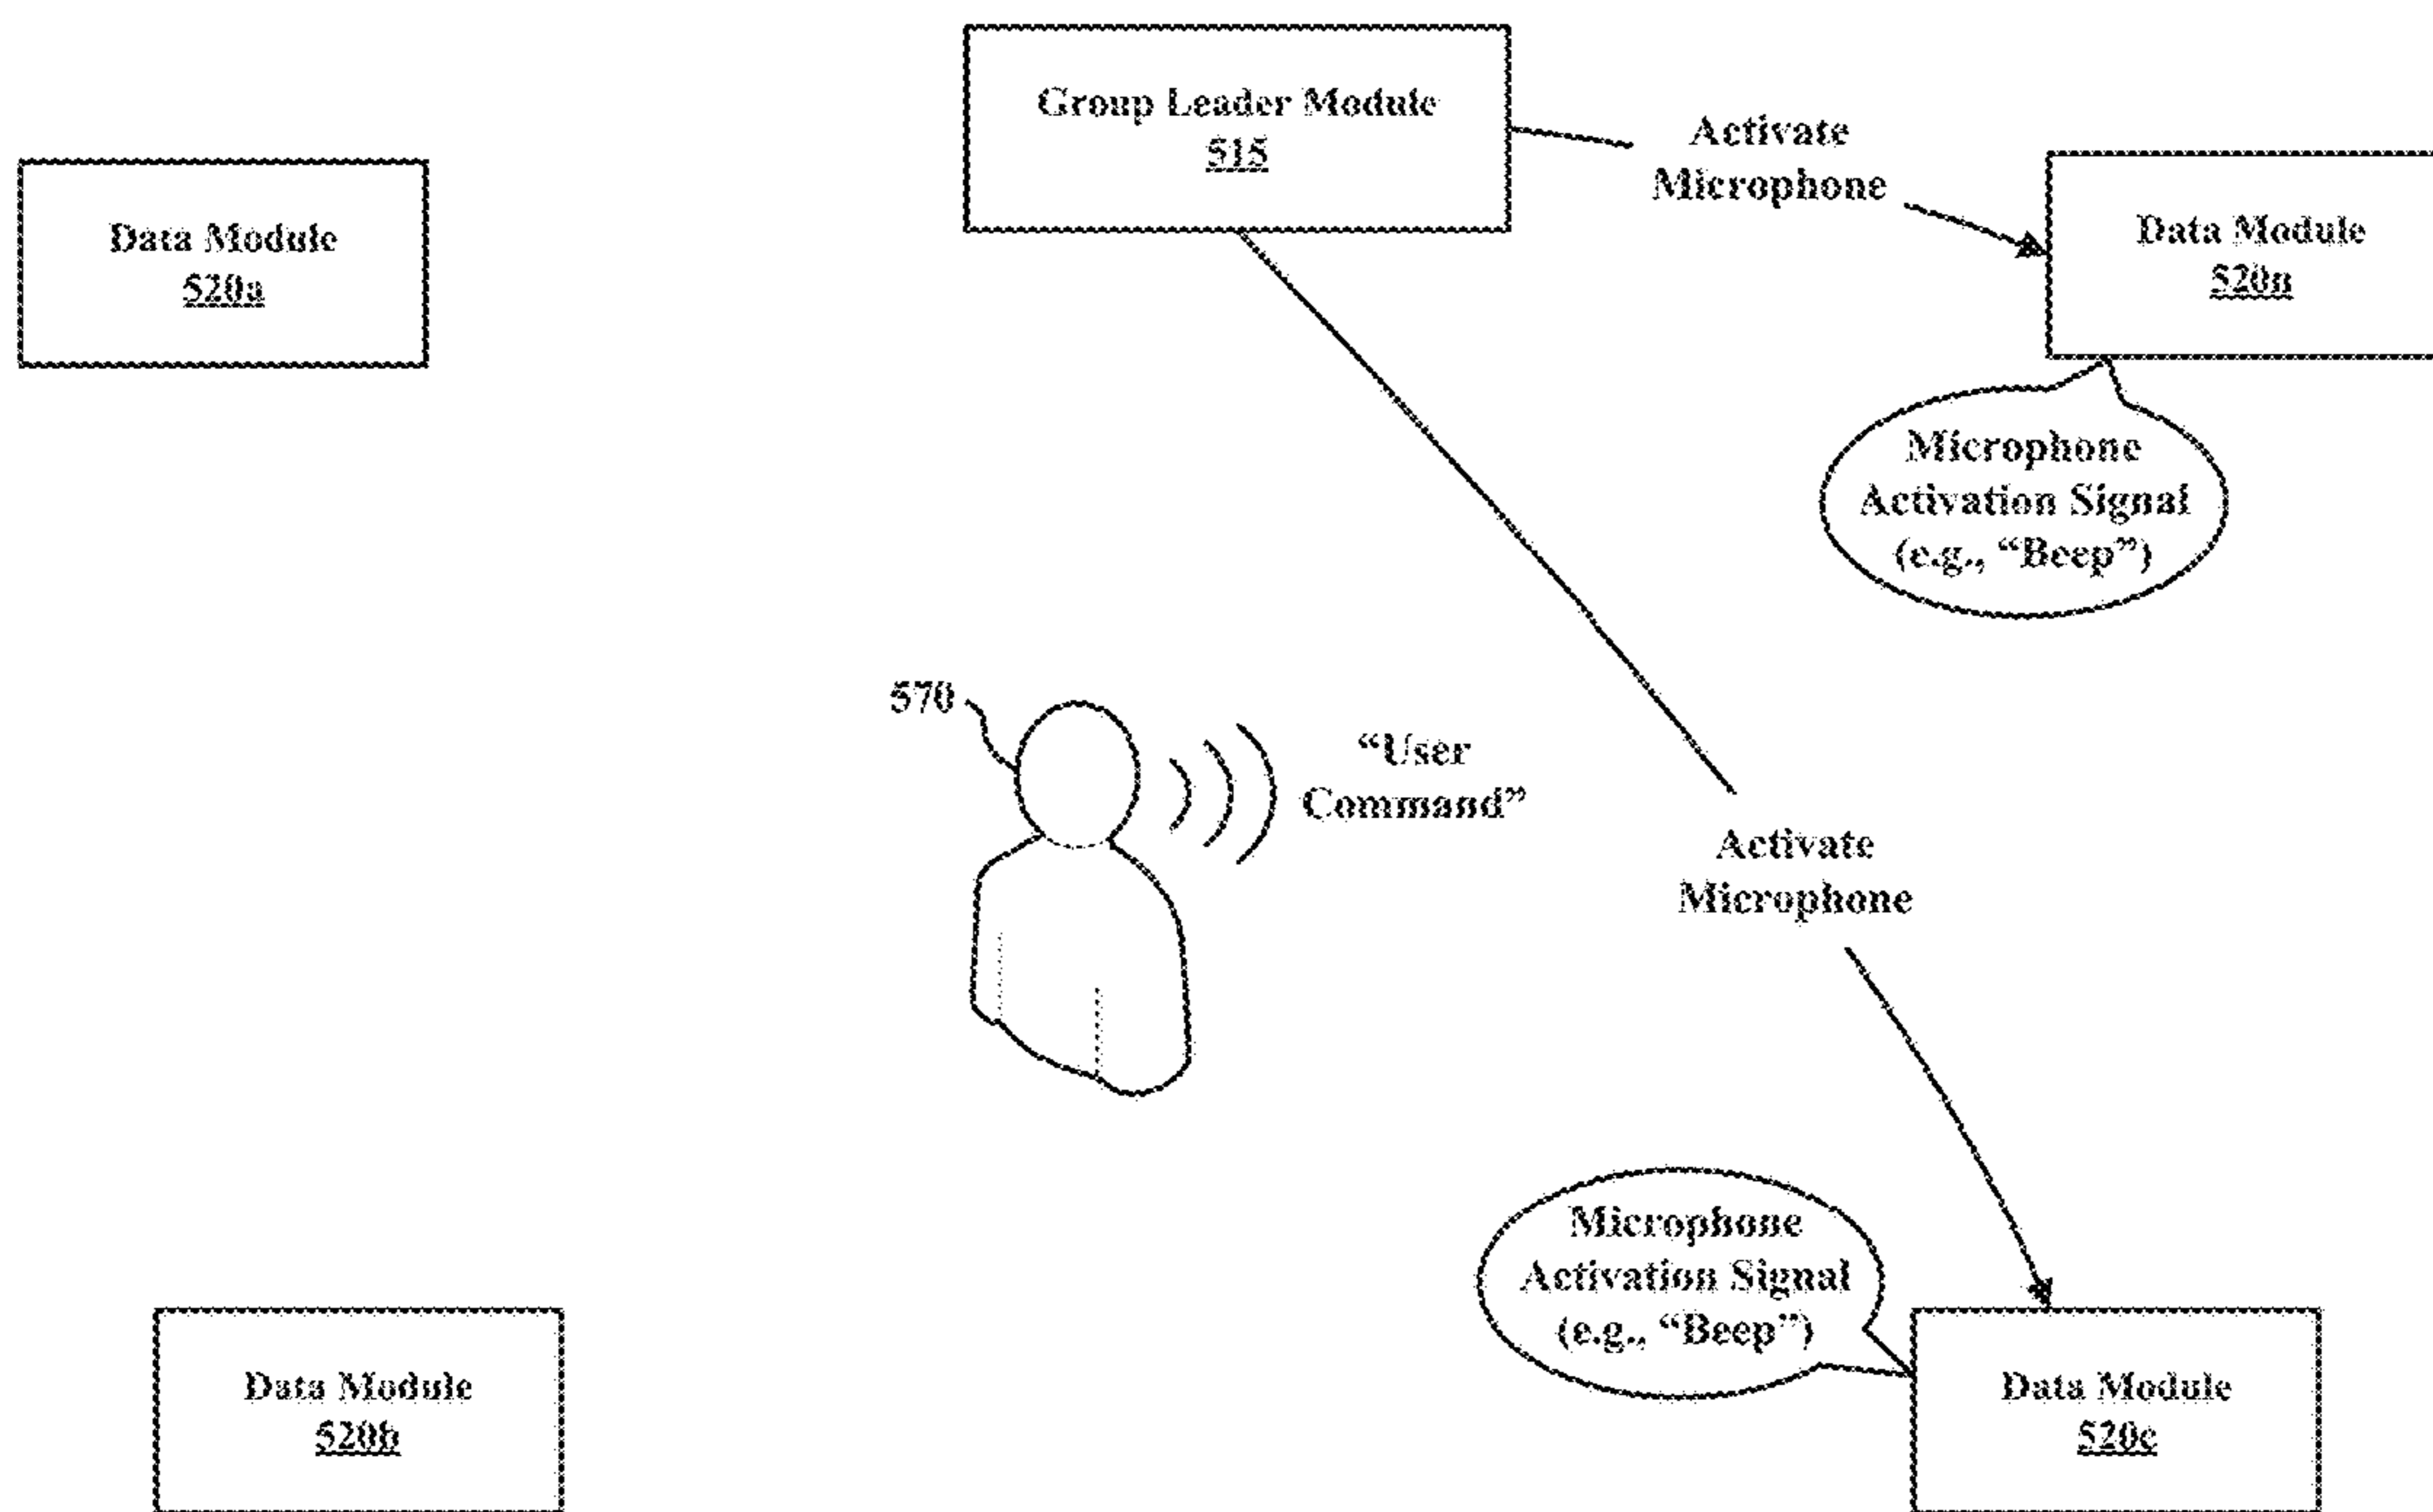 Group Leader Module
515
Activate
Microphone
Data Module
520a
Data Module
520n
Microphone
Activation Signal
(e.g., “Beep”)
570
“User
Command”
Activate
Microphone
Microphone
Activation Signal
(e.g., “Beep”)
Data Module
520b
Data Module
520c